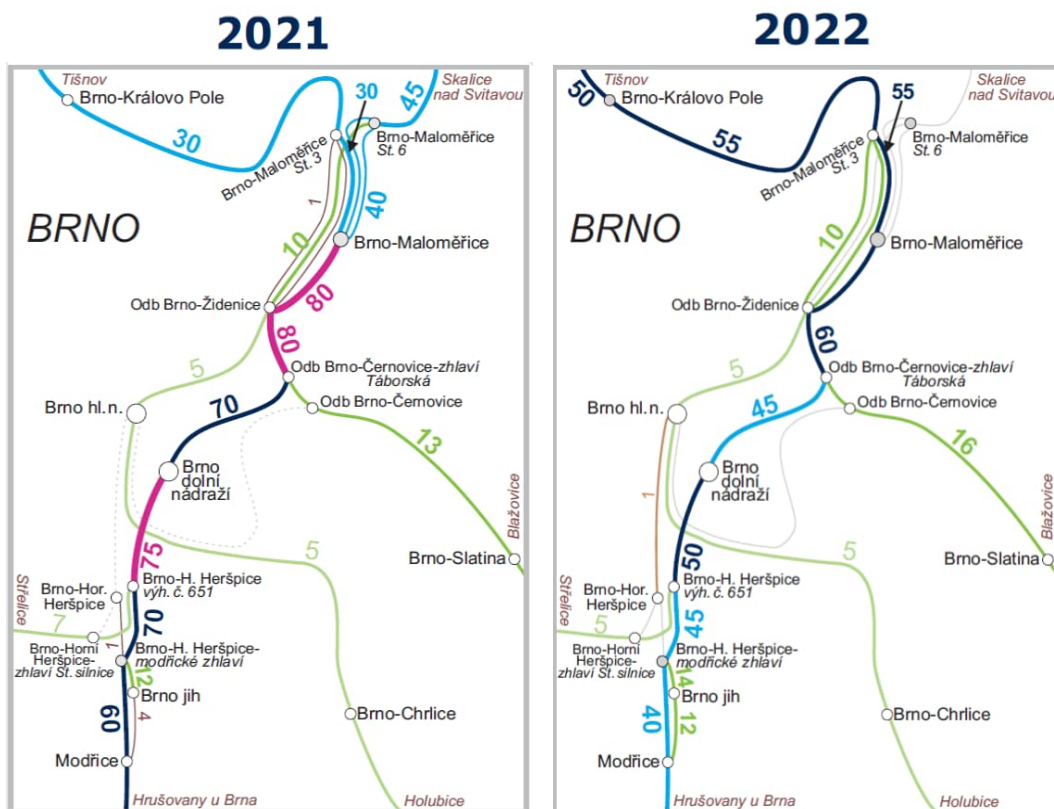 2021
Tišnov
Brno-Královo Pole
30
30
45
Skalice
nad Svitavou
Brno-Maloměřice
St. 6
Brno-Maloměřice
St. 3
1
40
BRNO
10
Brno-Maloměřice
80
Odb Brno-Židenice
80
5
Odb Brno-Černovice-zhlaví
Táborská
70
Odb Brno-Černovice
Brno hl.n.
13
Brno
dolní
nádraží
Blažovice
75
5
Brno-Slatina
Střelice
Brno-Hor.
Heršpice
Brno-H. Heršpice
výh. č. 651
7
70
1
Brno-Horní
Heršpice-
zhlaví St. silnice
Brno-H. Heršpice-
modřické zhlaví
12
Brno jih
60
4
Brno-Chrlice
Modřice
Hrušovany u Brna
Holubice
2022
Tišnov
50
Brno-Královo Pole
55
55
Skalice
nad Svitavou
Brno-Maloměřice
St. 6
Brno-Maloměřice
St. 3
BRNO
10
Brno-Maloměřice
Odb Brno-Židenice
60
5
Odb Brno-Černovice-zhlaví
Táborská
45
Odb Brno-Černovice
Brno hl.n.
16
1
Brno
dolní
nádraží
Blažovice
50
5
Brno-Slatina
Střelice
Brno-Hor.
Heršpice
Brno-H. Heršpice
výh. č. 651
5
45
Brno-Horní
Heršpice-
zhlaví St. silnice
Brno-H. Heršpice-
modřické zhlaví
14
Brno jih
40
12
Brno-Chrlice
Modřice
Hrušovany u Brna
Holubice